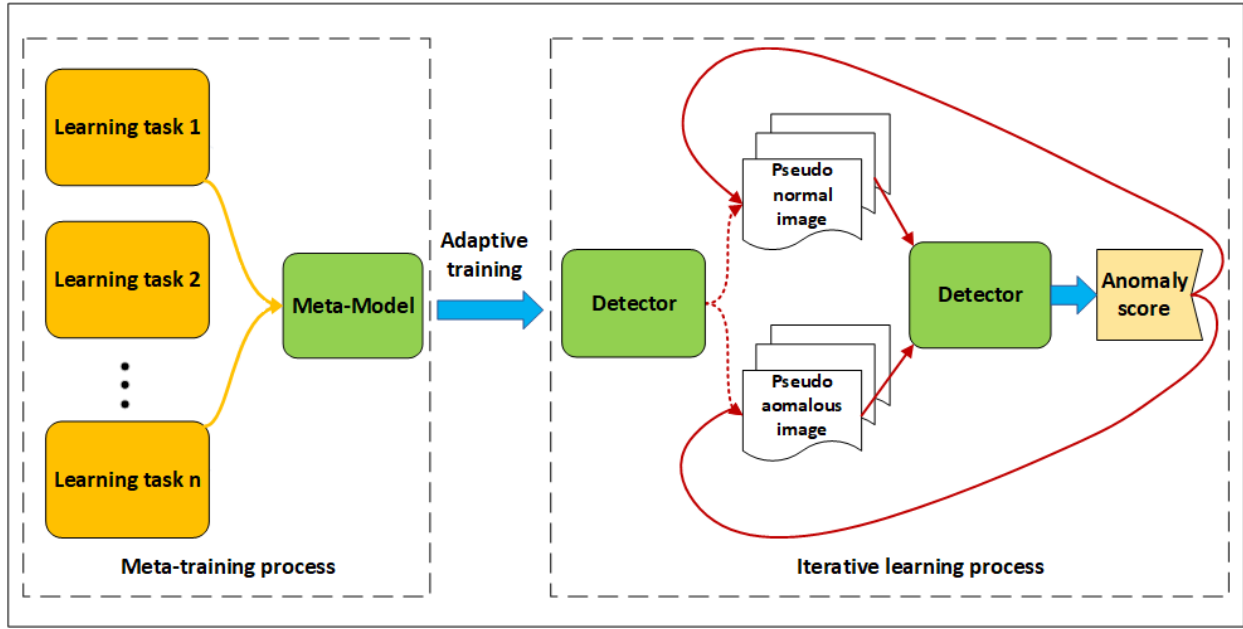 Learning task 1
Learning task 2
Learning task n
Meta-Model
Meta-training process
Adaptive
training
Detector
Pseudo
normal
image
Pseudo
aomalous
image
Detector
Anomaly
score
Iterative learning process